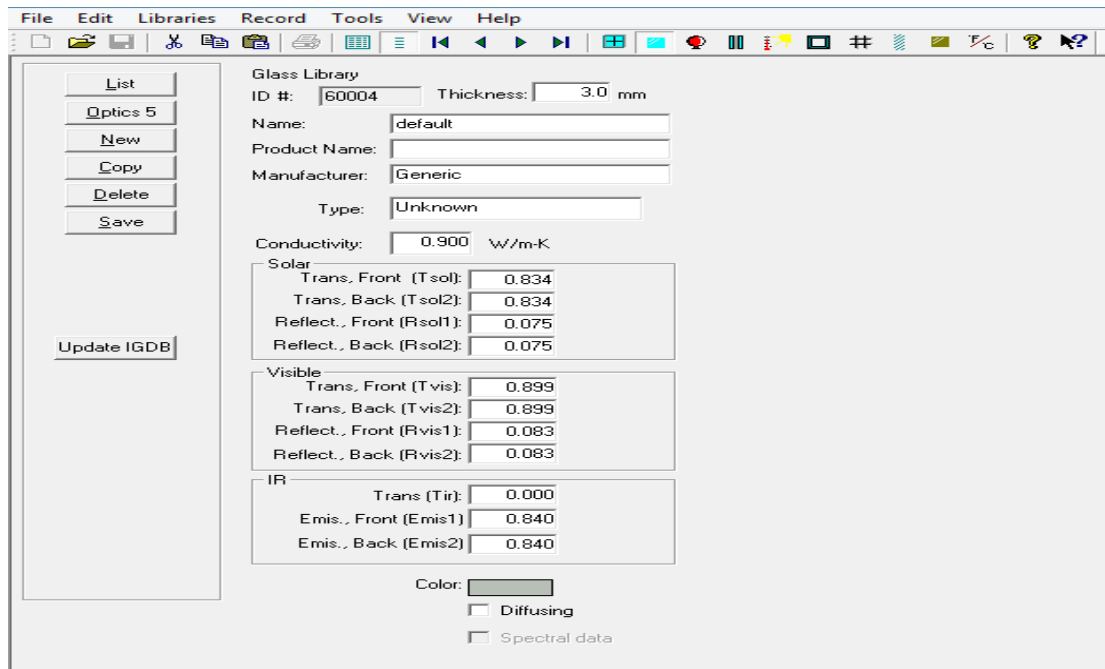 File Edit Libraries Record Tools View Help
List
Optics 5
New
Copy
Delete
Save
Update IGDB
Glass Library
ID #: 60004 Thickness: 3.0 mm
Name: default
Product Name:
Manufacturer: Generic
Type: Unknown
Conductivity: 0.900 W/m-K
Solar
Trans, Front (Tsol): 0.834
Trans, Back (Tsol2): 0.834
Reflect., Front (Rsol1): 0.075
Reflect., Back (Rsol2): 0.075
Visible
Trans, Front (Tvis): 0.899
Trans, Back (Tvis2): 0.899
Reflect., Front (Rvis1): 0.083
Reflect., Back (Rvis2): 0.083
IR
Trans (Tir): 0.000
Emis., Front (Emis1) 0.840
Emis., Back (Emis2) 0.840
Color:
Diffusing
Spectral data